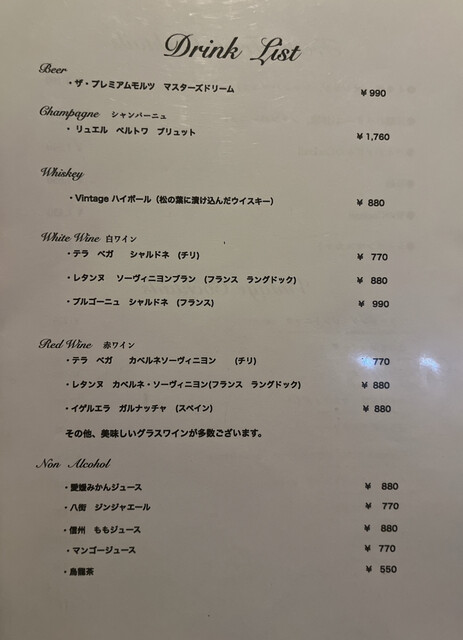 Drink List
Beer
・ザ・プレミアムモルツ マスターズドリーム ¥990
Champagne シャンパーニュ
・リュエル ペルトワ ブリュット ¥1,760
Whiskey
・Vintage ハイボール（松の葉に漬け込んだウイスキー） ¥ 880
White Wine 白ワイン
・テラ ベガ シャルドネ (チリ) ¥ 770
・レタンヌ ソーヴィニヨンブラン (フランス ラングドック) ¥ 880
・ブルゴーニュ シャルドネ (フランス) ¥ 990
Red Wine 赤ワイン
・テラ ベガ カベルネソーヴィニヨン (チリ) ¥ 770
・レタンヌ カベルネ・ソーヴィニヨン(フランス ラングドック) ¥ 880
・イゲルエラ ガルナッチャ (スペイン) ¥ 880
その他、美味しいグラスワインが多数ございます。
Non Alcohol
・愛媛みかんジュース ¥ 880
・八街 ジンジャエール ¥ 770
・信州 ももジュース ¥ 880
・マンゴージュース ¥ 770
・烏龍茶 ¥ 550